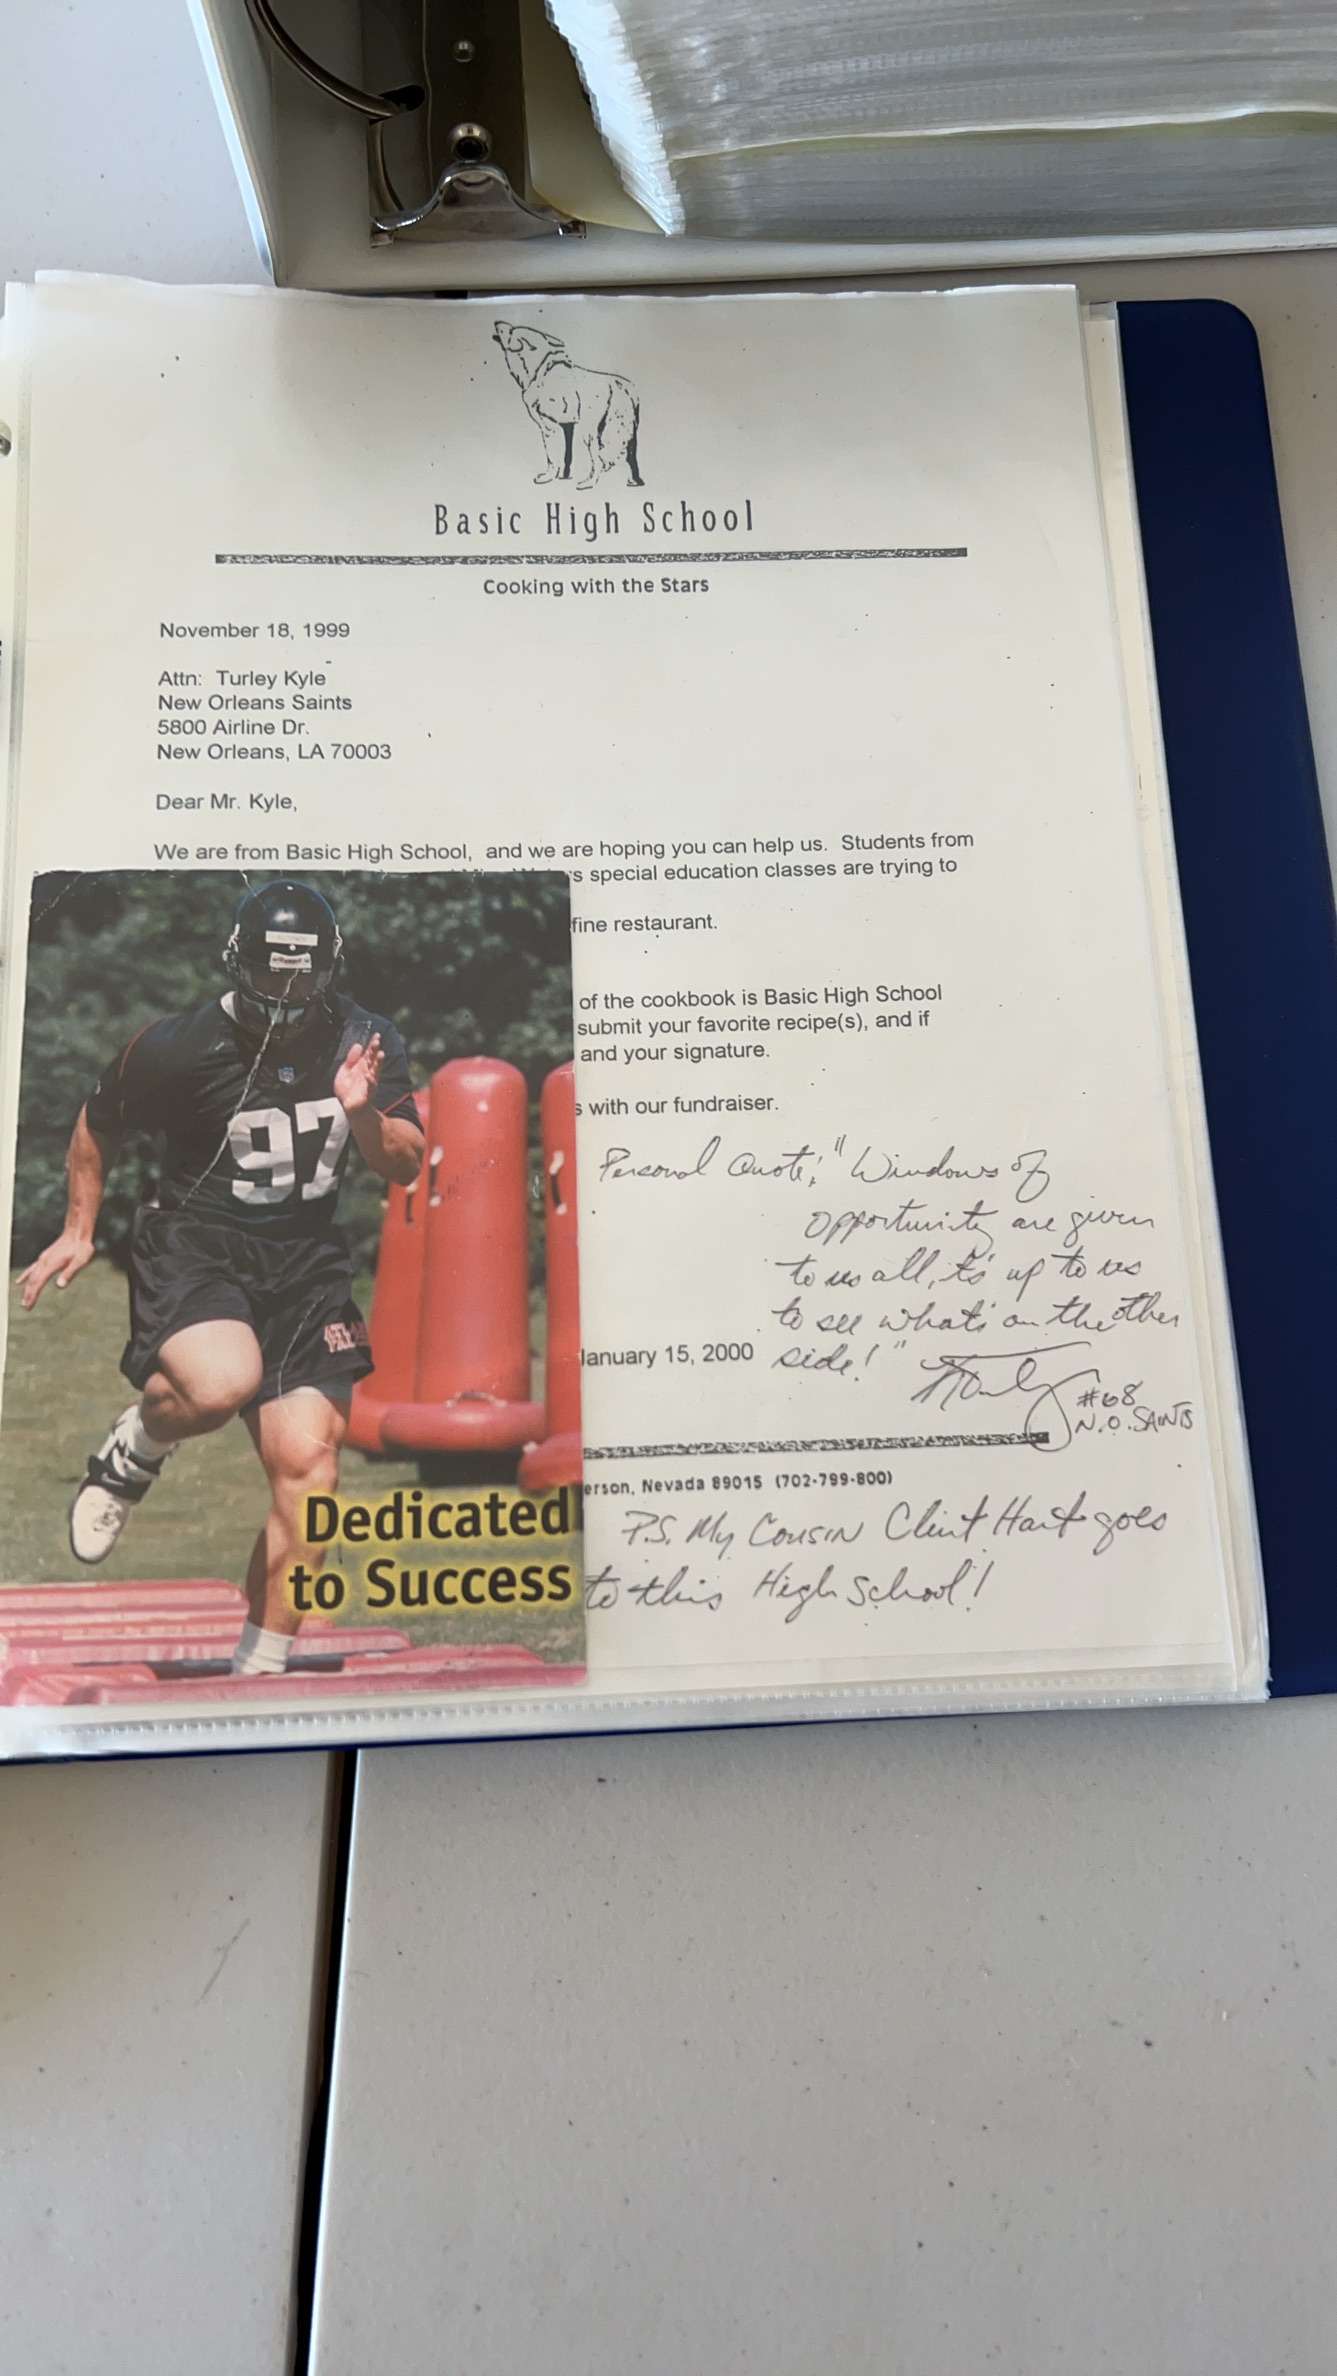 Basic High School
Cooking with the Stars
November 18, 1999
Attn: Turley Kyle
New Orleans Saints
5800 Airline Dr.
New Orleans, LA 70003
Dear Mr. Kyle,
We are from Basic High School, and we are hoping you can help us. Students from
s special education classes are trying to
fine restaurant.
of the cookbook is Basic High School
submit your favorite recipe(s), and if
and your signature.
s with our fundraiser.
Personal Quote: "Windows of
opportunity are given
to us all, its up to us
to see what's on the other
side!"
January 15, 2000
#68
N.O. SAINTS
erson, Nevada 89015 (702-799-800)
P.S. My Cousin Clint Hart goes
to this High School!
97
Dedicated
to Success